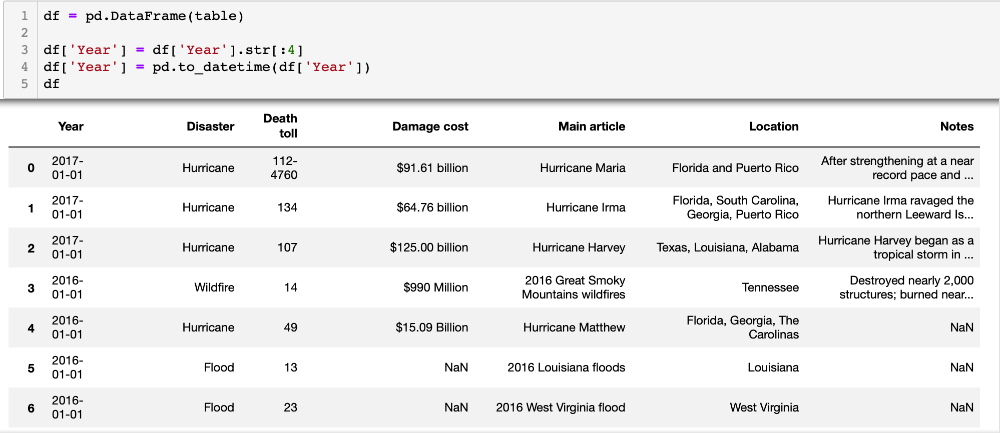 1 df = pd.DataFrame(table)
2
3 df['Year'] = df['Year'].str[:4]
4 df['Year'] = pd.to_datetime(df['Year'])
5 df
Year Disaster Death toll Damage cost Main article Location Notes
0 2017-01-01 Hurricane 112-4760 $91.61 billion Hurricane Maria Florida and Puerto Rico After strengthening at a near record pace and ...
1 2017-01-01 Hurricane 134 $64.76 billion Hurricane Irma Florida, South Carolina, Georgia, Puerto Rico Hurricane Irma ravaged the northern Leeward Is...
2 2017-01-01 Hurricane 107 $125.00 billion Hurricane Harvey Texas, Louisiana, Alabama Hurricane Harvey began as a tropical storm in ...
3 2016-01-01 Wildfire 14 $990 Million 2016 Great Smoky Mountains wildfires Tennessee Destroyed nearly 2,000 structures; burned near...
4 2016-01-01 Hurricane 49 $15.09 Billion Hurricane Matthew Florida, Georgia, The Carolinas NaN
5 2016-01-01 Flood 13 NaN 2016 Louisiana floods Louisiana NaN
6 2016-01-01 Flood 23 NaN 2016 West Virginia flood West Virginia NaN